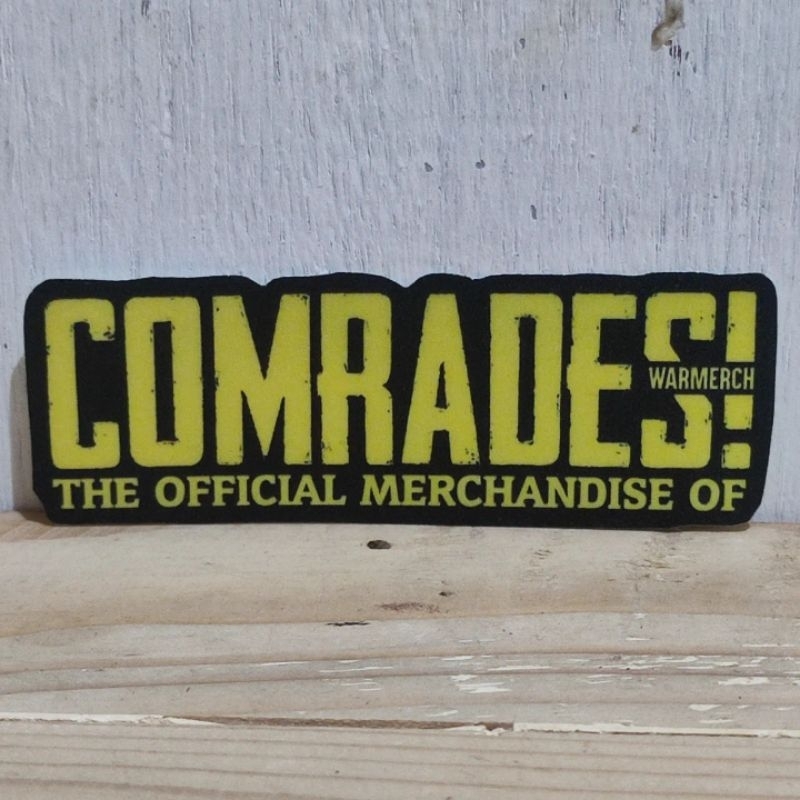 COMRADES!
WARMERCH
THE OFFICIAL MERCHANDISE OF